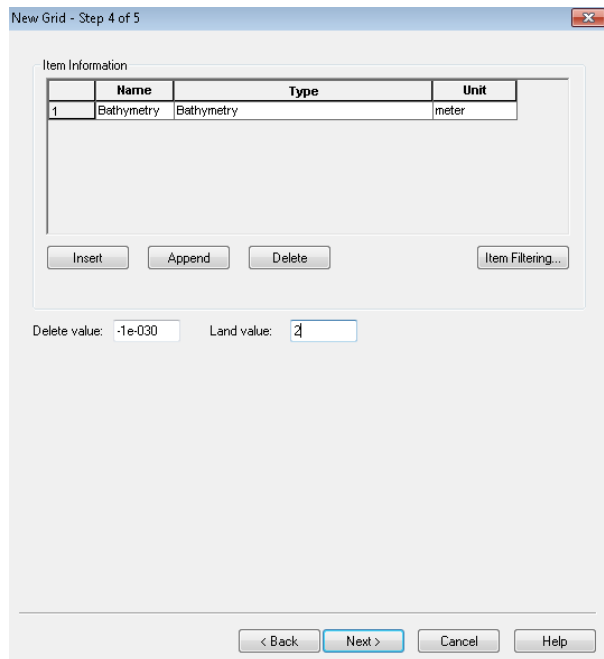 New Grid - Step 4 of 5
Item Information
Name Type Unit
1 Bathymetry Bathymetry meter
Insert Append Delete Item Filtering...
Delete value: -1e-030 Land value: 2
< Back Next > Cancel Help